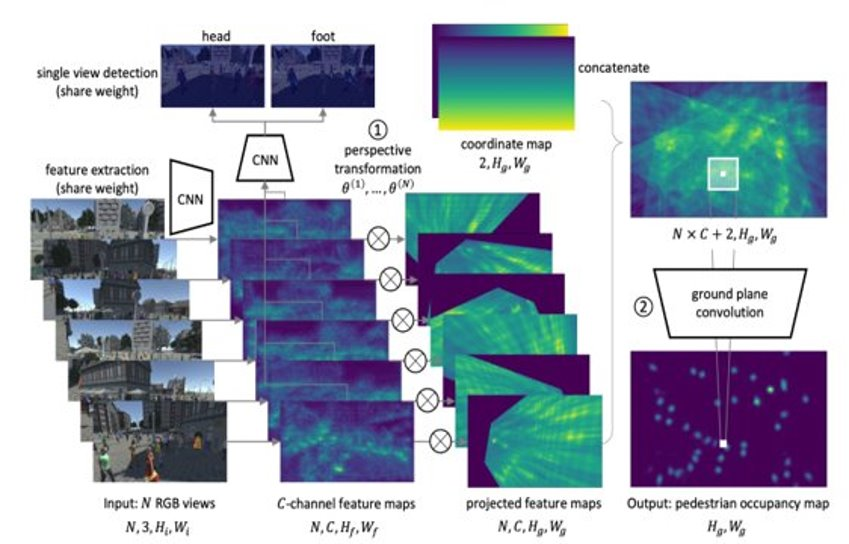 head
foot
single view detection
(share weight)
concatenate
①
CNN
perspective
transformation
θ⁽¹⁾, …, θ⁽ᴺ⁾
coordinate map
2, H_g, W_g
feature extraction
(share weight)
CNN
N × C + 2, H_g, W_g
②
ground plane
convolution
Input: N RGB views
N, 3, H_i, W_i
C-channel feature maps
N, C, H_f, W_f
projected feature maps
N, C, H_g, W_g
Output: pedestrian occupancy map
H_g, W_g